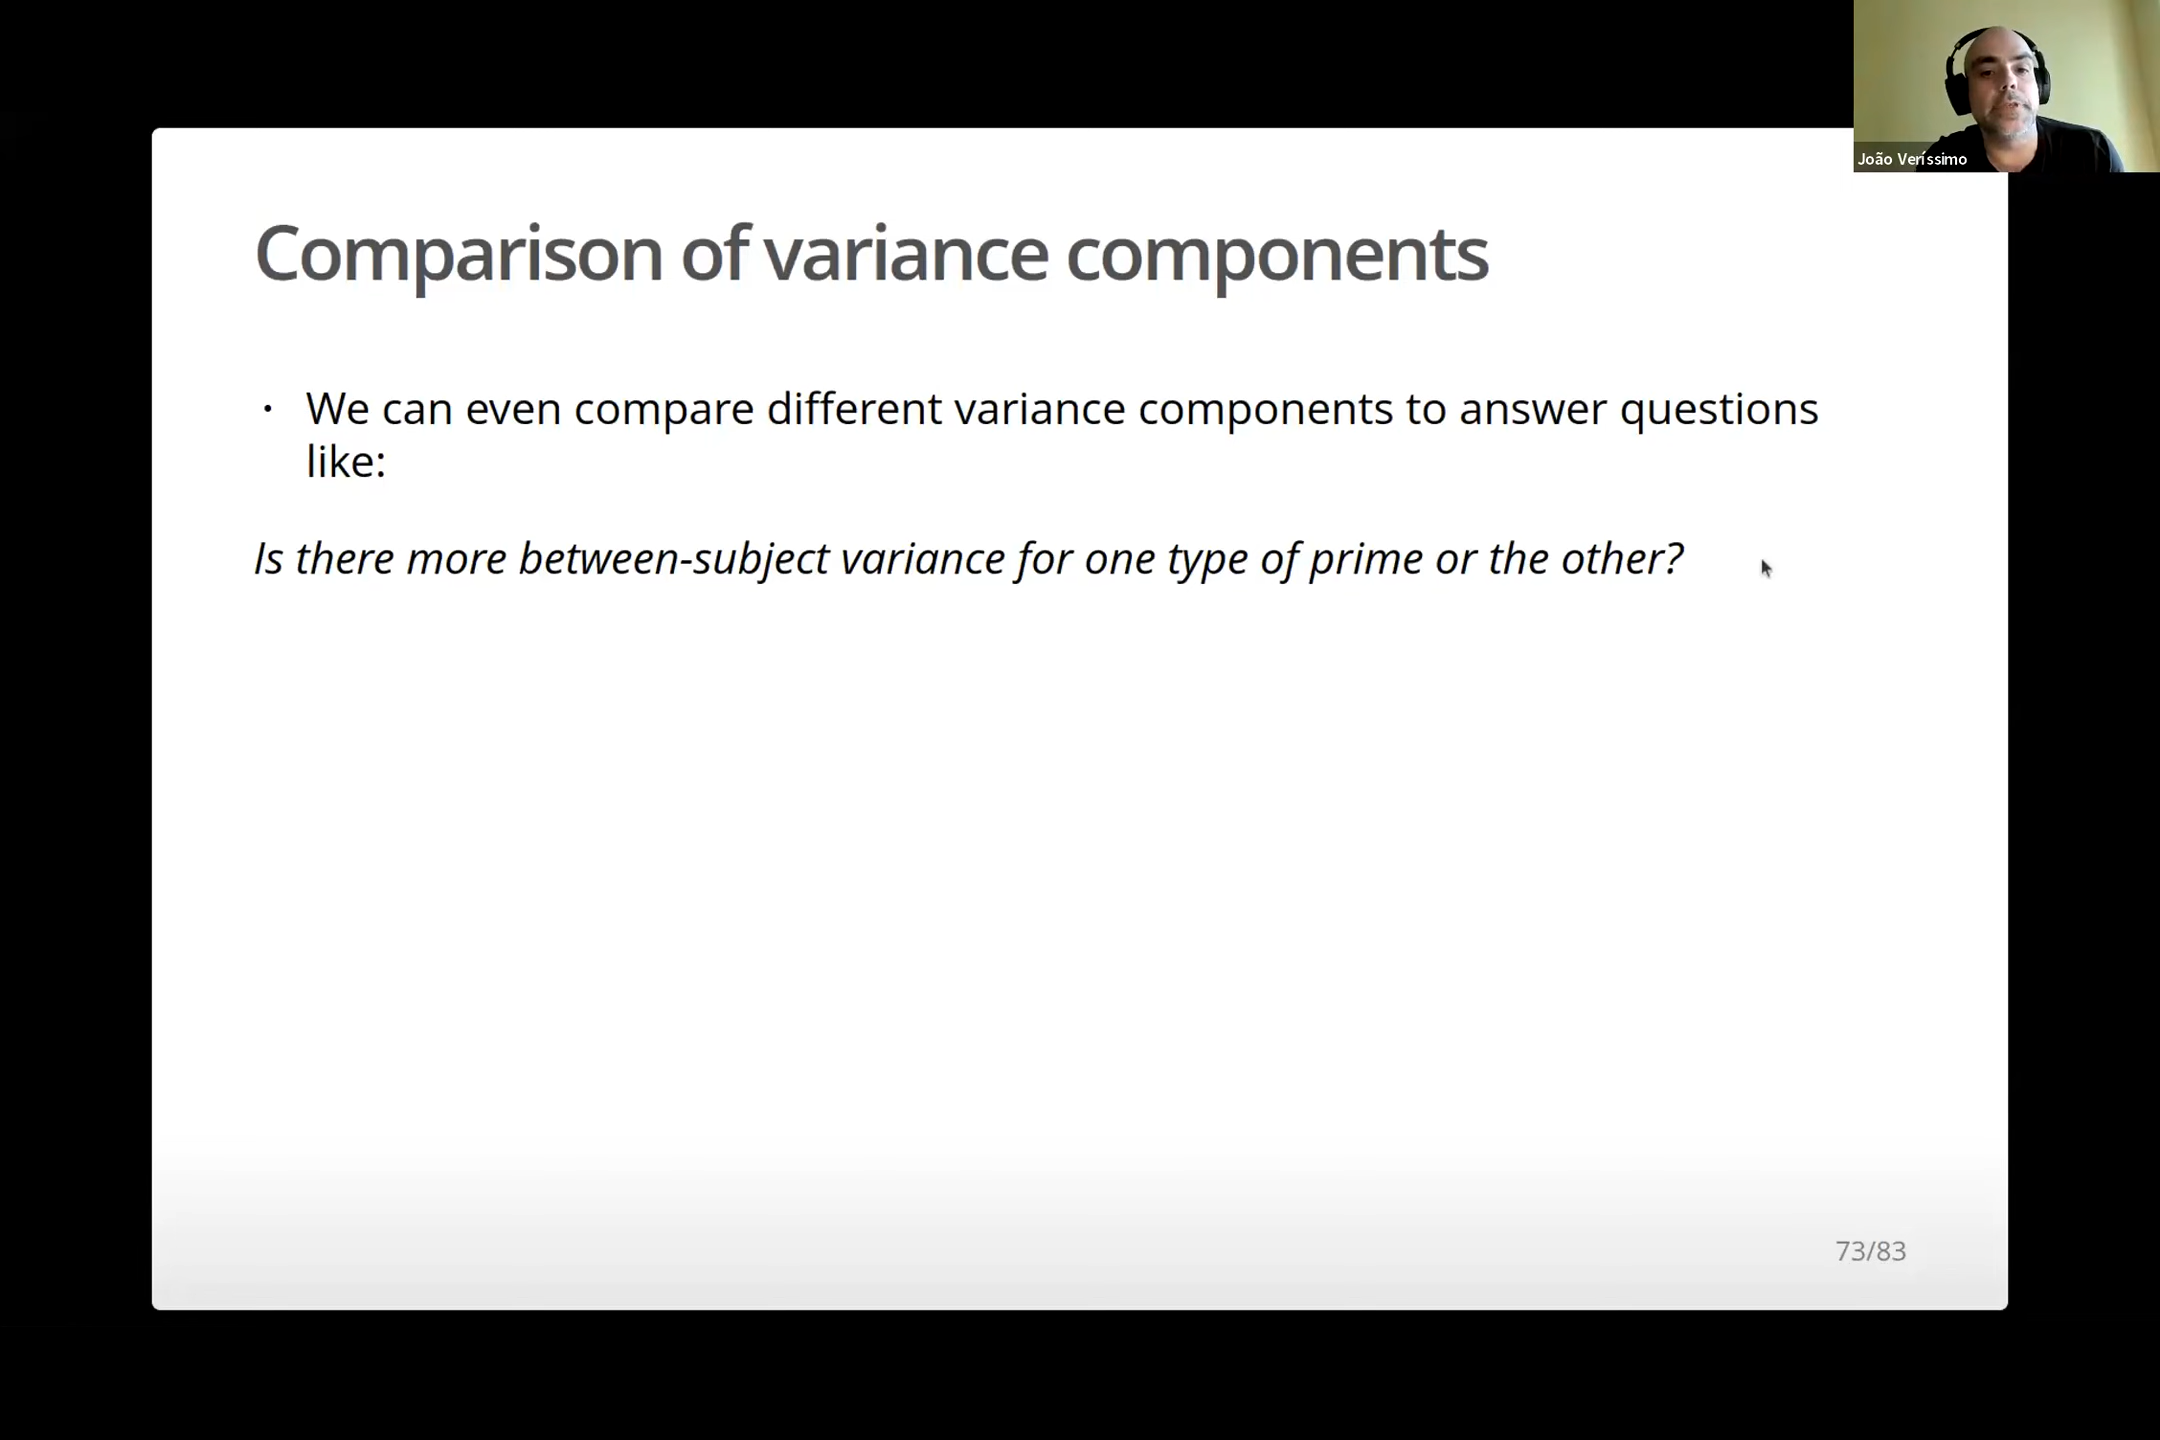 João Veríssimo
Comparison of variance components
• We can even compare different variance components to answer questions
like:
Is there more between-subject variance for one type of prime or the other?
73/83